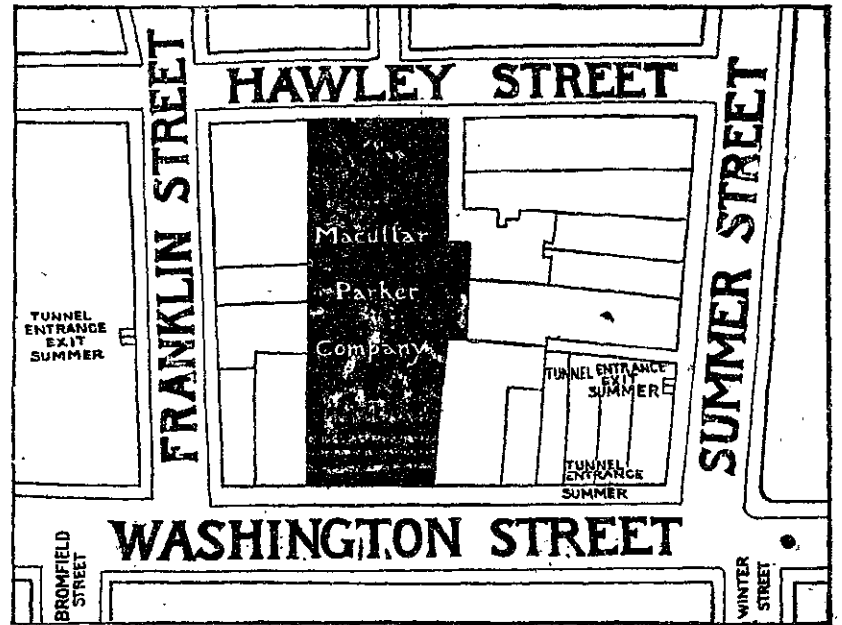 HAWLEY STREET
FRANKLIN STREET
SUMMER STREET
Macullar
Parker
Company
TUNNEL
ENTRANCE
EXIT
SUMMER
TUNNEL ENTRANCE
EXIT
SUMMER
TUNNEL
ENTRANCE
SUMMER
WASHINGTON STREET
BROMFIELD
STREET
WINTER
STREET